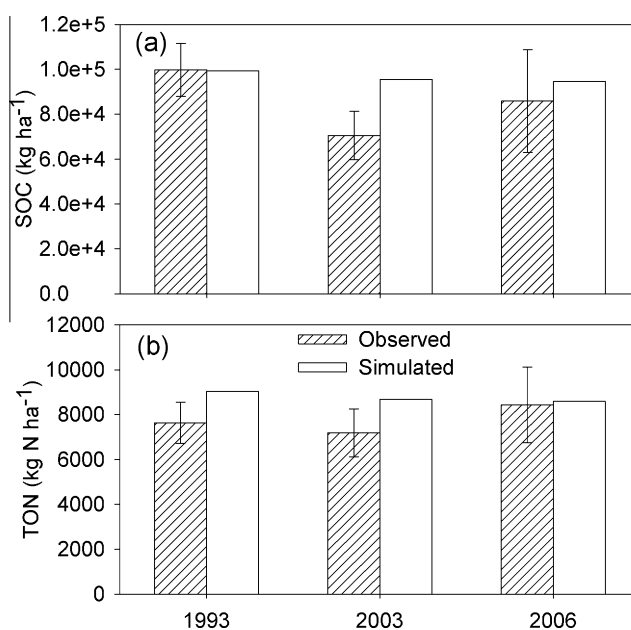 1.2e+5
(a)
1.0e+5
8.0e+4
6.0e+4
4.0e+4
2.0e+4
0.0
SOC (kg ha⁻¹)
12000
(b)
Observed
Simulated
10000
8000
6000
4000
2000
0
TON (kg N ha⁻¹)
1993 2003 2006